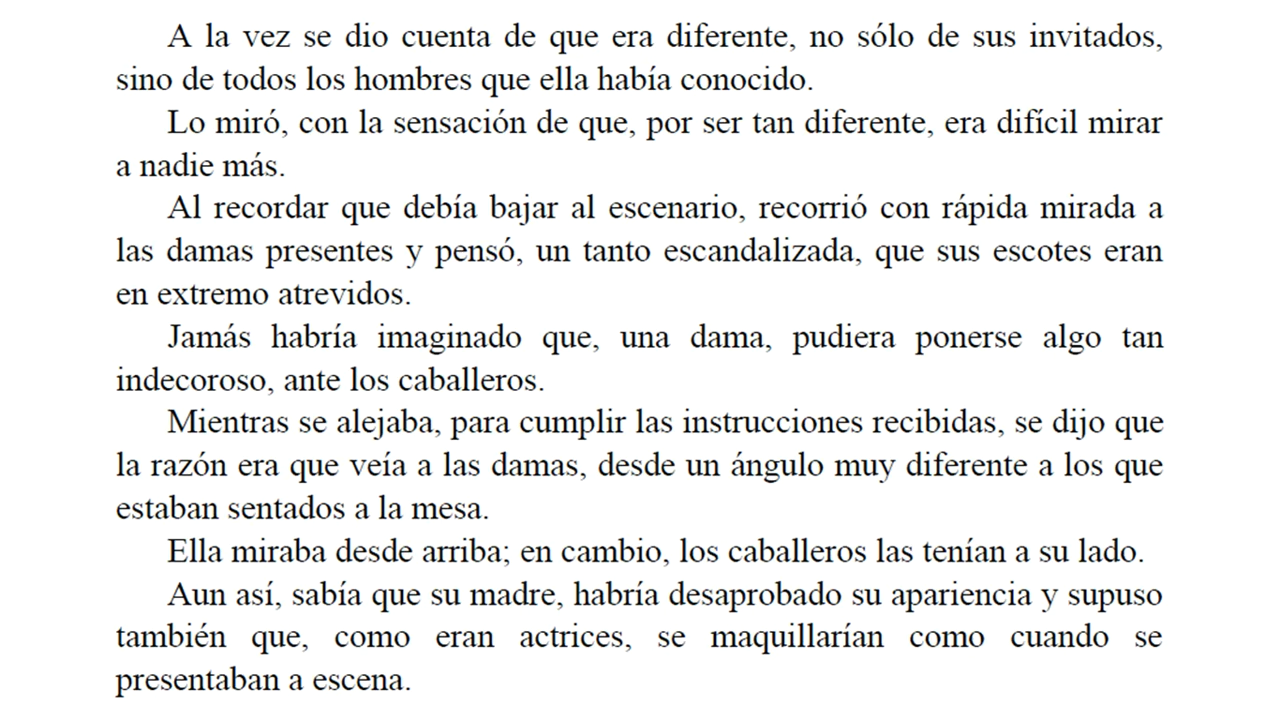 A la vez se dio cuenta de que era diferente, no sólo de sus invitados,
sino de todos los hombres que ella había conocido.
Lo miró, con la sensación de que, por ser tan diferente, era difícil mirar
a nadie más.
Al recordar que debía bajar al escenario, recorrió con rápida mirada a
las damas presentes y pensó, un tanto escandalizada, que sus escotes eran
en extremo atrevidos.
Jamás habría imaginado que, una dama, pudiera ponerse algo tan
indecoroso, ante los caballeros.
Mientras se alejaba, para cumplir las instrucciones recibidas, se dijo que
la razón era que veía a las damas, desde un ángulo muy diferente a los que
estaban sentados a la mesa.
Ella miraba desde arriba; en cambio, los caballeros las tenían a su lado.
Aun así, sabía que su madre, habría desaprobado su apariencia y supuso
también que, como eran actrices, se maquillarían como cuando se
presentaban a escena.